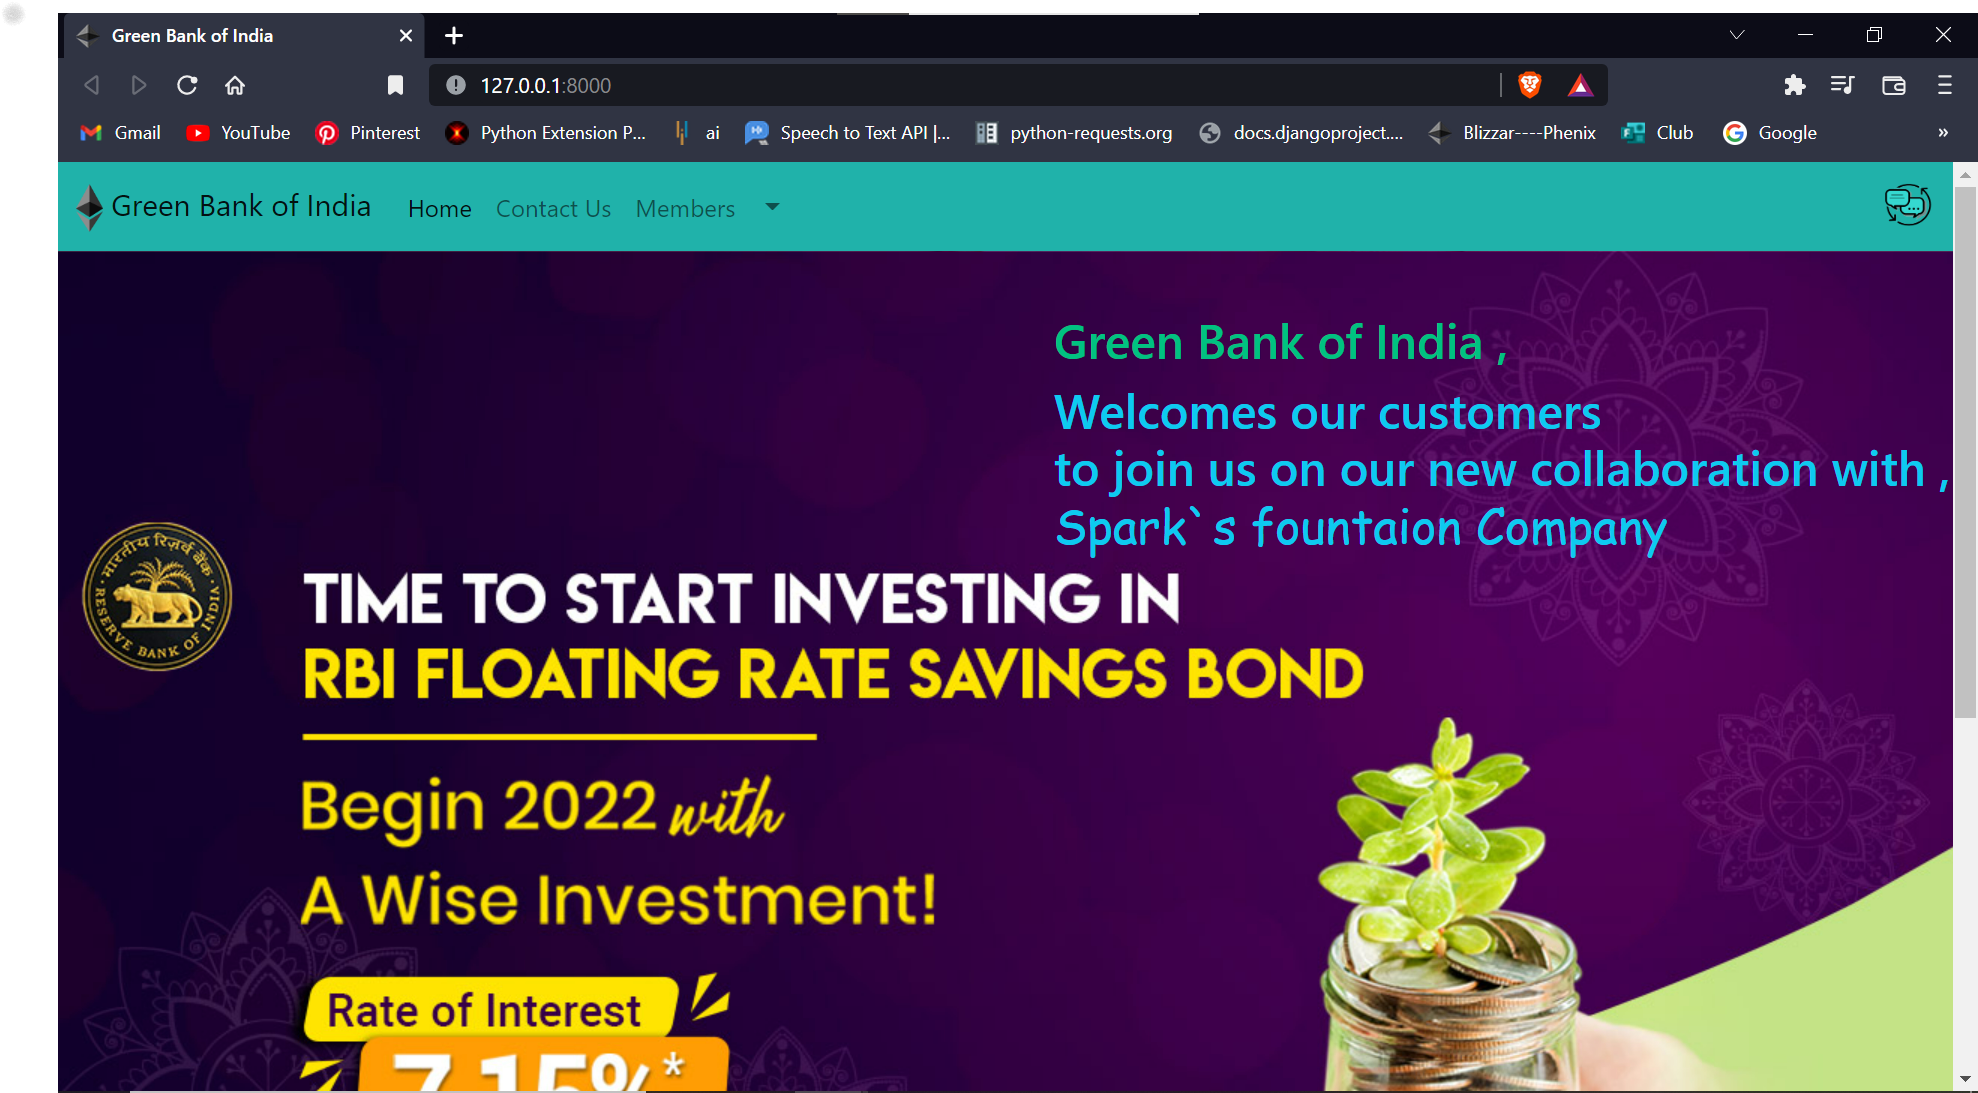 Green Bank of India
127.0.0.1:8000
Gmail YouTube Pinterest Python Extension P... ai Speech to Text API |... python-requests.org docs.djangoproject.... Blizzar----Phenix Club Google »
Green Bank of India Home Contact Us Members
Green Bank of India ,
Welcomes our customers
to join us on our new collaboration with ,
Spark`s fountaion Company
भारतीय रिज़र्व बैंक
RESERVE BANK OF INDIA
TIME TO START INVESTING IN
RBI FLOATING RATE SAVINGS BOND
Begin 2022 with
A Wise Investment!
Rate of Interest
7.15%*